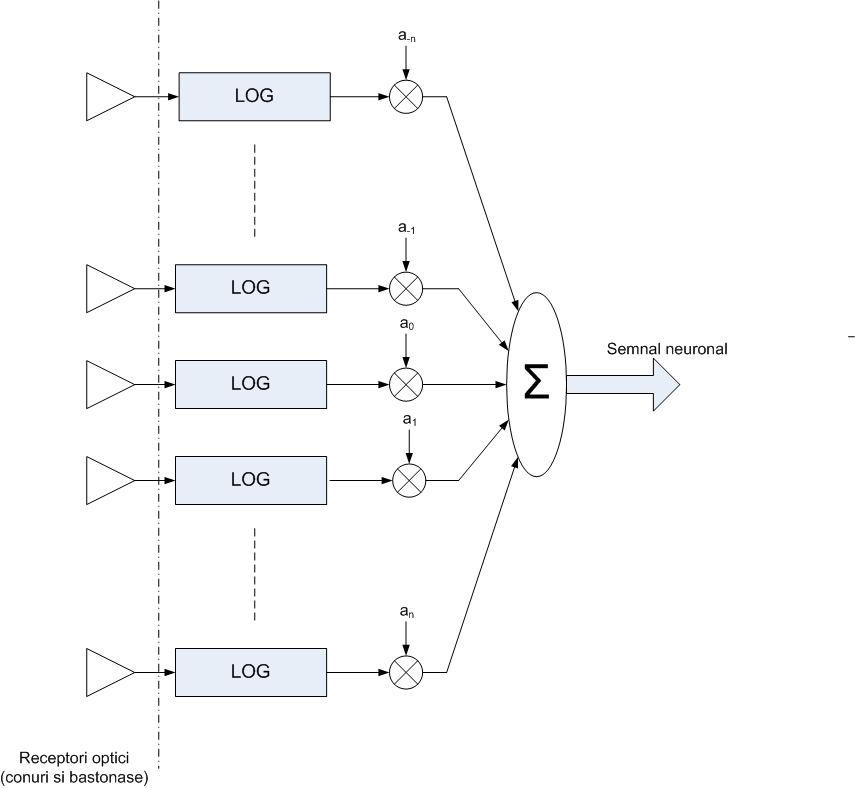 a-n
LOG
a-1
LOG
a0
LOG
Semnal neuronal
Σ
a1
LOG
an
LOG
Receptori optici
(conuri si bastonase)